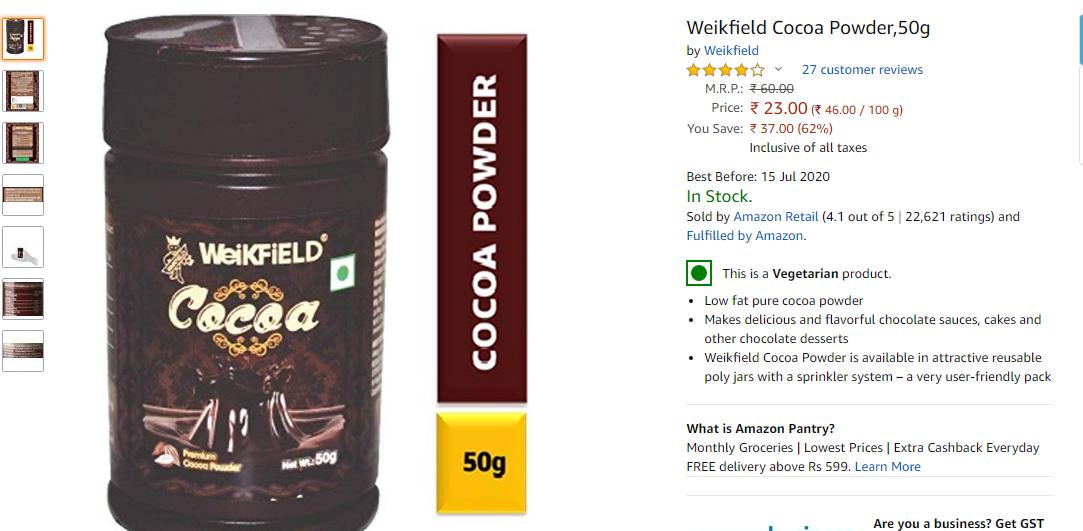 WeiKFiELD®
Cocoa
Premium
Cocoa Powder
Net Wt.: 50g
COCOA POWDER
50g
Weikfield Cocoa Powder,50g
by Weikfield
27 customer reviews
M.R.P.: ₹ 60.00
Price: ₹ 23.00 (₹ 46.00 / 100 g)
You Save: ₹ 37.00 (62%)
Inclusive of all taxes
Best Before: 15 Jul 2020
In Stock.
Sold by Amazon Retail (4.1 out of 5 | 22,621 ratings) and
Fulfilled by Amazon.
This is a Vegetarian product.
Low fat pure cocoa powder
Makes delicious and flavorful chocolate sauces, cakes and
other chocolate desserts
Weikfield Cocoa Powder is available in attractive reusable
poly jars with a sprinkler system – a very user-friendly pack
What is Amazon Pantry?
Monthly Groceries | Lowest Prices | Extra Cashback Everyday
FREE delivery above Rs 599. Learn More
Are you a business? Get GST